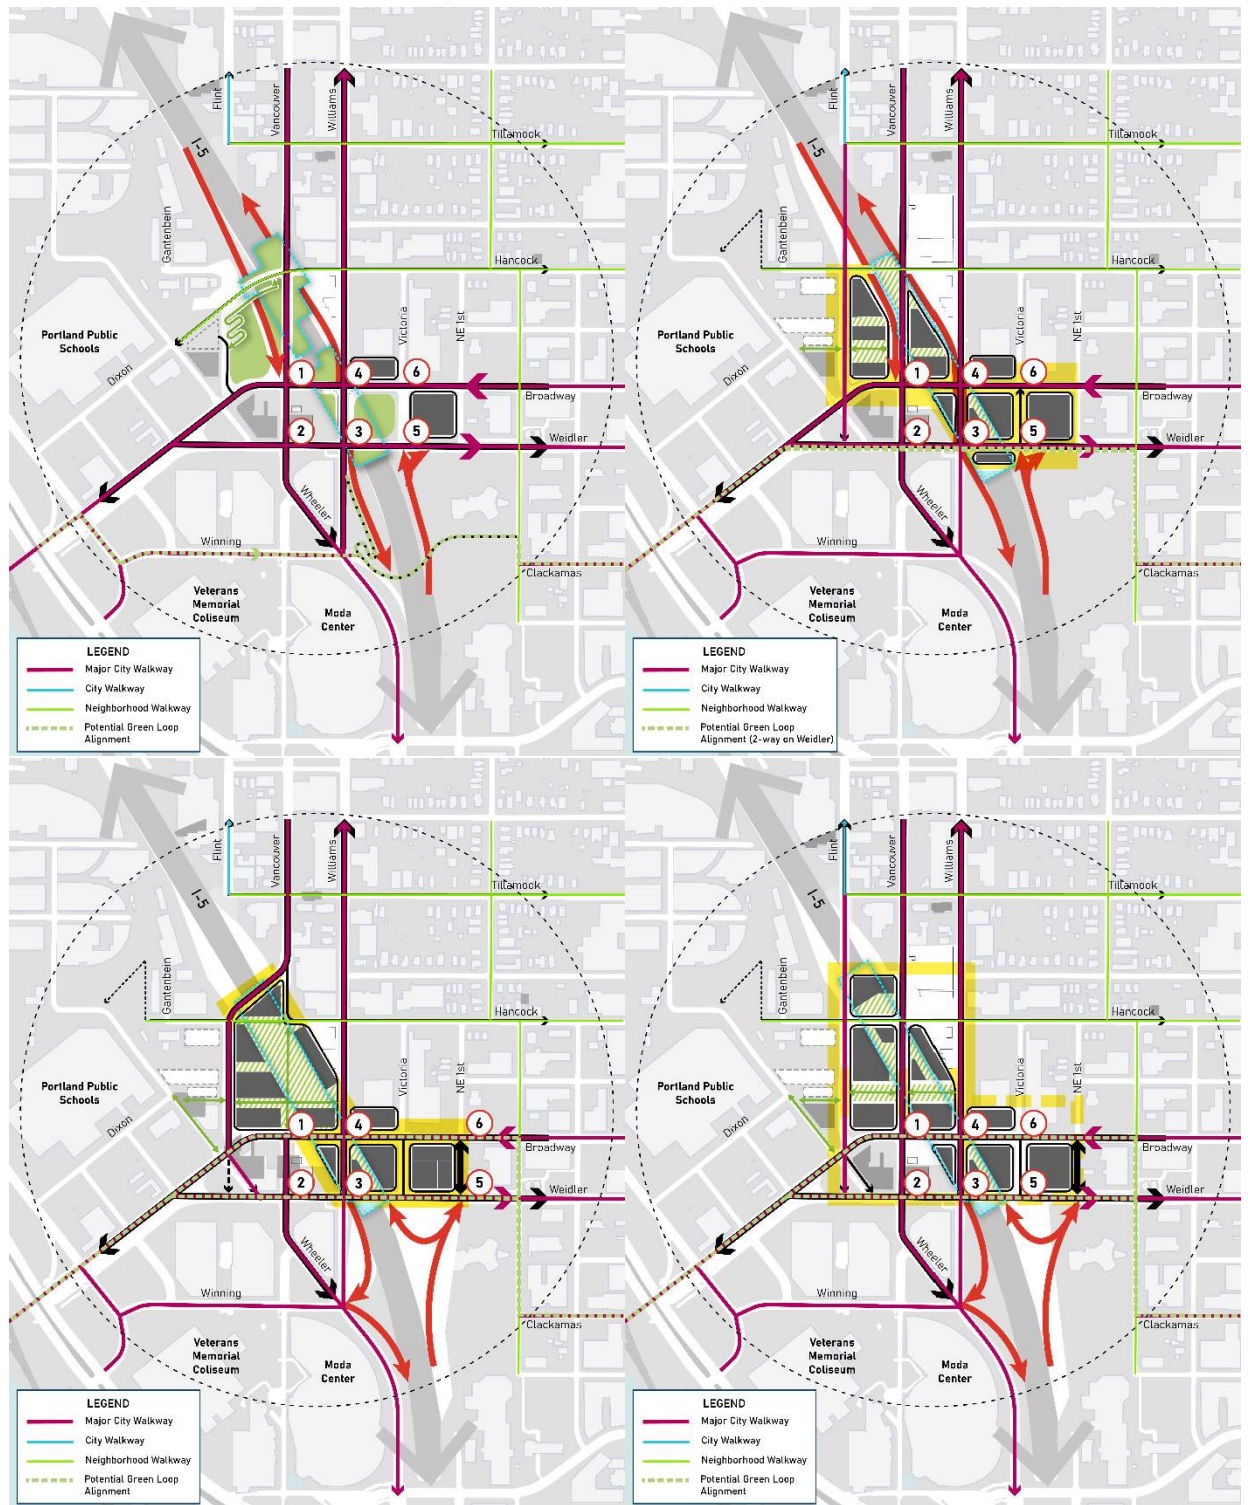 Flint
Vancouver
Williams
I-5
Tillamook
Gantenbein
Hancock
Portland Public
Schools
Dixon
Victoria
NE 1st
1
4
6
Broadway
2
3
5
Weidler
Wheeler
Winning
Clackamas
Veterans
Memorial
Coliseum
Moda
Center
LEGEND
Major City Walkway
City Walkway
Neighborhood Walkway
Potential Green Loop
Alignment
Flint
Vancouver
Williams
I-5
Tillamook
Gantenbein
Hancock
Portland Public
Schools
Dixon
Victoria
NE 1st
1
4
6
Broadway
2
3
5
Weidler
Wheeler
Winning
Clackamas
Veterans
Memorial
Coliseum
Moda
Center
LEGEND
Major City Walkway
City Walkway
Neighborhood Walkway
Potential Green Loop
Alignment (2-way on Weidler)
Flint
Vancouver
Williams
I-5
Tillamook
Gantenbein
Hancock
Portland Public
Schools
Dixon
Victoria
NE 1st
1
4
6
Broadway
2
3
5
Weidler
Wheeler
Winning
Clackamas
Veterans
Memorial
Coliseum
Moda
Center
LEGEND
Major City Walkway
City Walkway
Neighborhood Walkway
Potential Green Loop
Alignment
Flint
Vancouver
Williams
I-5
Tillamook
Gantenbein
Hancock
Portland Public
Schools
Dixon
Victoria
NE 1st
1
4
6
Broadway
2
3
5
Weidler
Wheeler
Winning
Clackamas
Veterans
Memorial
Coliseum
Moda
Center
LEGEND
Major City Walkway
City Walkway
Neighborhood Walkway
Potential Green Loop
Alignment